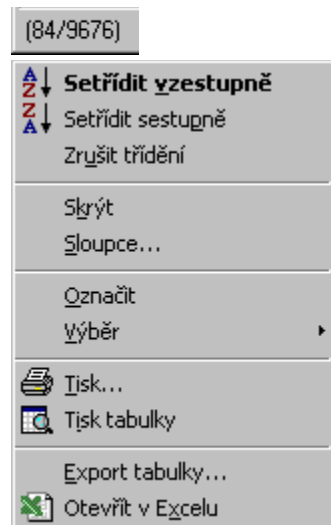 (84/9676)
Setřídit vzestupně
Setřídit sestupně
Zrušit třídění
Skrýt
Sloupce...
Označit
Výběr
Tisk...
Tisk tabulky
Export tabulky...
Otevřít v Excelu